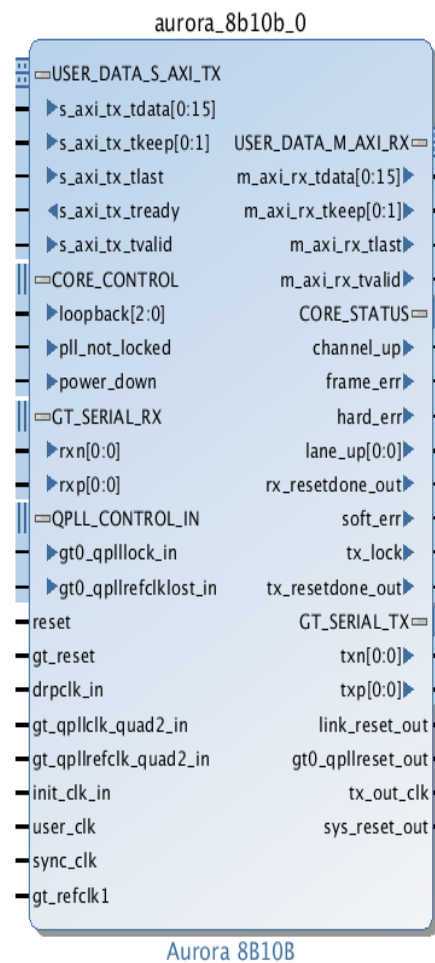 aurora_8b10b_0
USER_DATA_S_AXI_TX
s_axi_tx_tdata[0:15]
s_axi_tx_tkeep[0:1]
s_axi_tx_tlast
s_axi_tx_tready
s_axi_tx_tvalid
CORE_CONTROL
loopback[2:0]
pll_not_locked
power_down
GT_SERIAL_RX
rxn[0:0]
rxp[0:0]
QPLL_CONTROL_IN
gt0_qplllock_in
gt0_qpllrefclklost_in
reset
gt_reset
drpclk_in
gt_qpllclk_quad2_in
gt_qpllrefclk_quad2_in
init_clk_in
user_clk
sync_clk
gt_refclk1
USER_DATA_M_AXI_RX
m_axi_rx_tdata[0:15]
m_axi_rx_tkeep[0:1]
m_axi_rx_tlast
m_axi_rx_tvalid
CORE_STATUS
channel_up
frame_err
hard_err
lane_up[0:0]
rx_resetdone_out
soft_err
tx_lock
tx_resetdone_out
GT_SERIAL_TX
txn[0:0]
txp[0:0]
link_reset_out
gt0_qpllreset_out
tx_out_clk
sys_reset_out
Aurora 8B10B